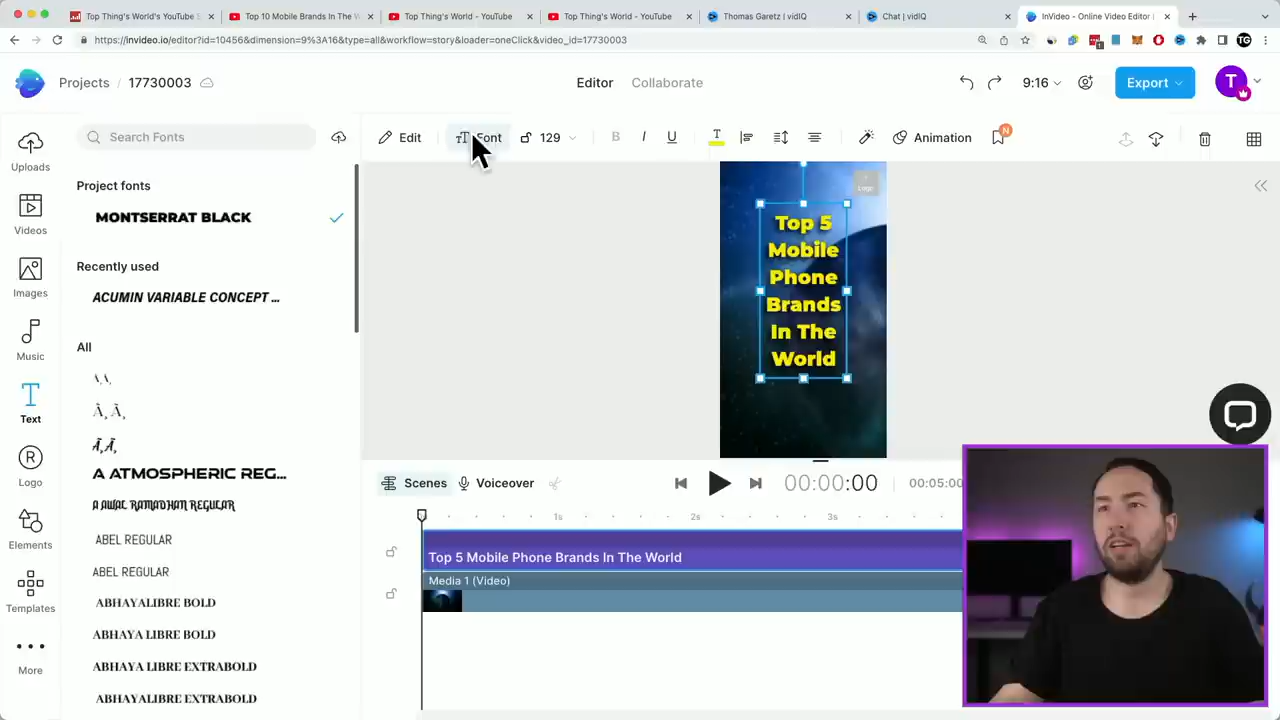 Top Thing's World's YouTube S
Top 10 Mobile Brands In The W
Top Thing's World - YouTube
Top Thing's World - YouTube
Thomas Garetz | vidIQ
Chat | vidIQ
InVideo - Online Video Editor |
https://invideo.io/editor?id=10456&dimension=9%3A16&type=all&workflow=story&loader=oneClick&video_id=17730003
TG
Projects / 17730003
Editor
Collaborate
9:16
Export
T
Search Fonts
Edit
Font
129
B
I
U
T
Animation
N
Uploads
Videos
Images
Music
Text
Logo
Elements
Templates
More
Project fonts
MONTSERRAT BLACK
Recently used
ACUMIN VARIABLE CONCEPT ...
All
A ATMOSPHERIC REG...
A AWAL RAMADHAN REGULAR
ABEL REGULAR
ABEL REGULAR
ABHAYALIBRE BOLD
ABHAYA LIBRE BOLD
ABHAYA LIBRE EXTRABOLD
ABHAYALIBRE EXTRABOLD
Logo
Top 5
Mobile
Phone
Brands
In The
World
Scenes
Voiceover
00:00:00
00:05:00
1s
2s
3s
Top 5 Mobile Phone Brands In The World
Media 1 (Video)